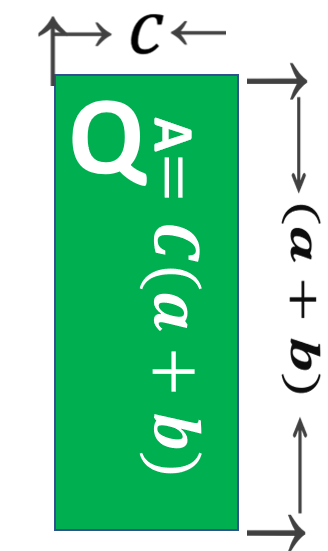 C
Q
A= C(a + b)
(a + b)